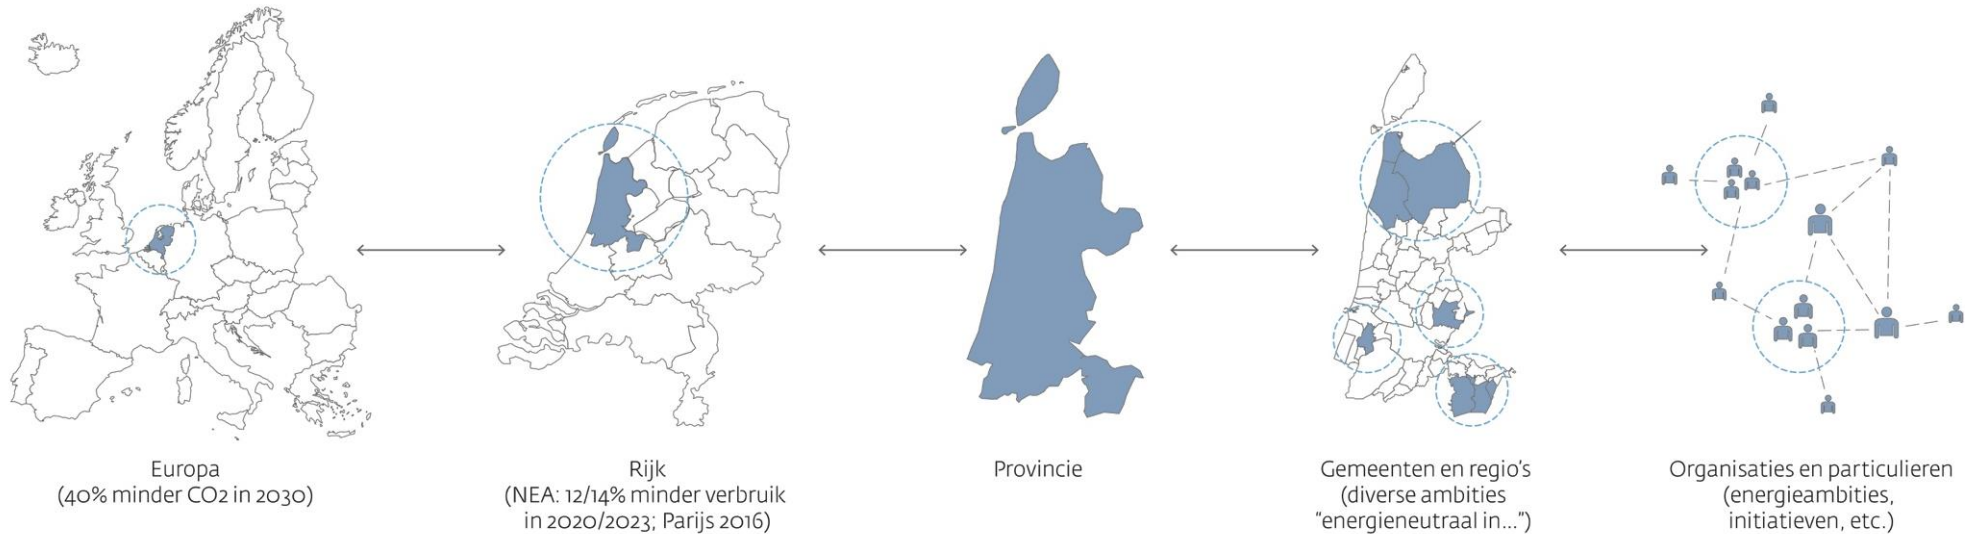 Europa
(40% minder CO2 in 2030)
Rijk
(NEA: 12/14% minder verbruik
in 2020/2023; Parijs 2016)
Provincie
Gemeenten en regio's
(diverse ambities
"energieneutraal in...")
Organisaties en particulieren
(energieambities,
initiatieven, etc.)